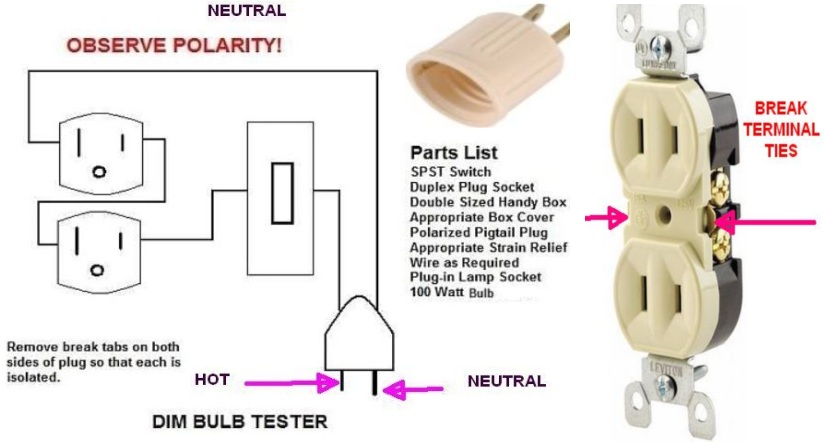 NEUTRAL
OBSERVE POLARITY!
BREAK
TERMINAL
TIES
Parts List
SPST Switch
Duplex Plug Socket
Double Sized Handy Box
Appropriate Box Cover
Polarized Pigtail Plug
Appropriate Strain Relief
Wire as Required
Plug-in Lamp Socket
100 Watt Bulb
Remove break tabs on both
sides of plug so that each is
isolated.
HOT
NEUTRAL
DIM BULB TESTER
LEVITON